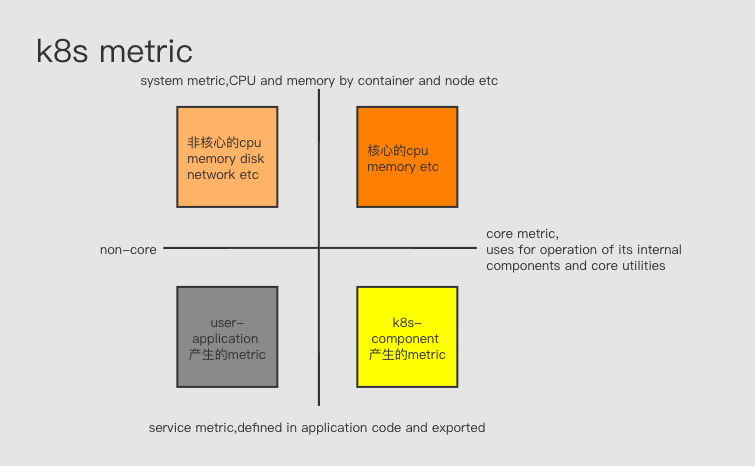 k8s metric
system metric,CPU and memory by container and node etc
非核心的cpu
memory disk
network etc
核心的cpu
memory etc
non-core
core metric,
uses for operation of its internal
components and core utilities
user-
application
产生的metric
k8s-
component
产生的metric
service metric,defined in application code and exported